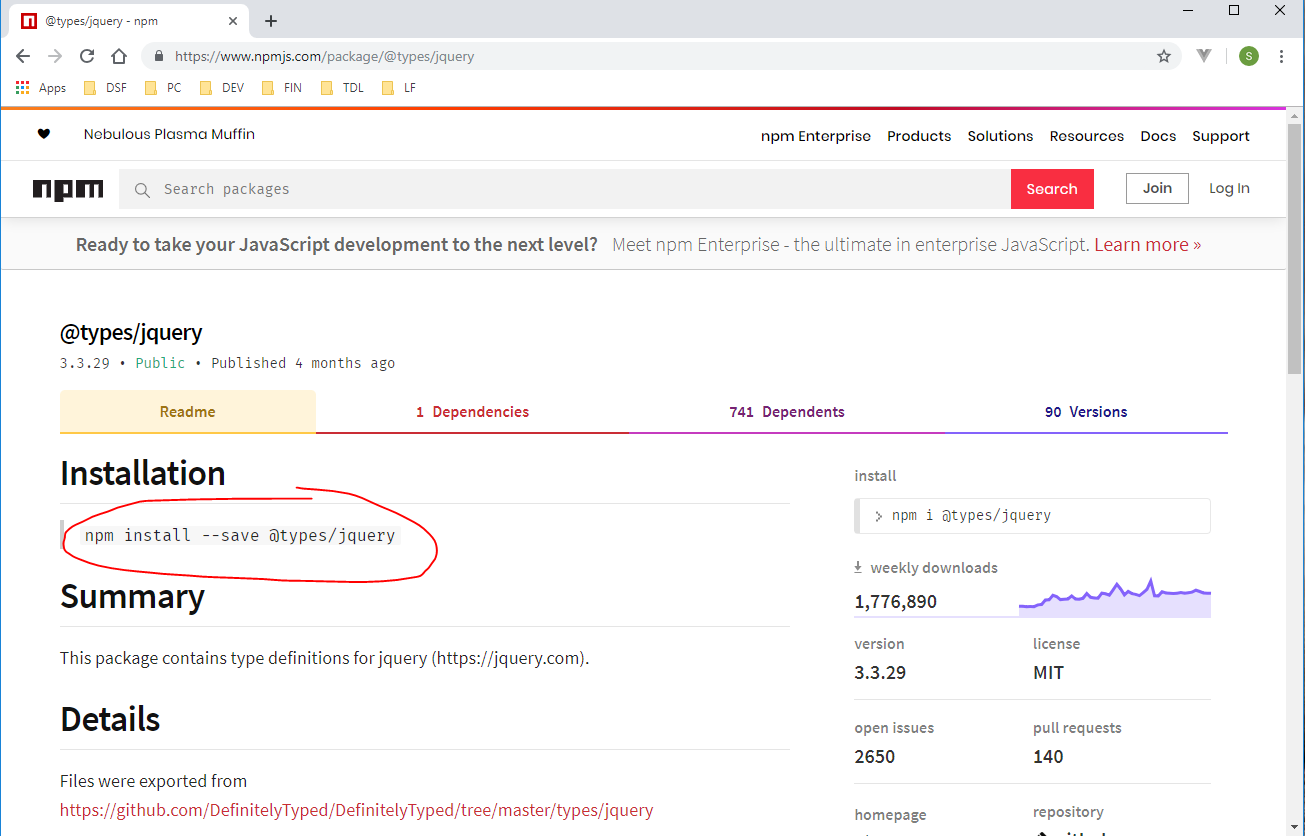 @types/jquery - npm
https://www.npmjs.com/package/@types/jquery
S
Apps DSF PC DEV FIN TDL LF
Nebulous Plasma Muffin
npm Enterprise Products Solutions Resources Docs Support
npm Search packages Search Join Log In
Ready to take your JavaScript development to the next level? Meet npm Enterprise - the ultimate in enterprise JavaScript. Learn more »
@types/jquery
3.3.29 • Public • Published 4 months ago
Readme 1 Dependencies 741 Dependents 90 Versions
Installation
npm install --save @types/jquery
Summary
This package contains type definitions for jquery (https://jquery.com).
Details
Files were exported from
https://github.com/DefinitelyTyped/DefinitelyTyped/tree/master/types/jquery
install
> npm i @types/jquery
weekly downloads
1,776,890
version license
3.3.29 MIT
open issues pull requests
2650 140
homepage repository